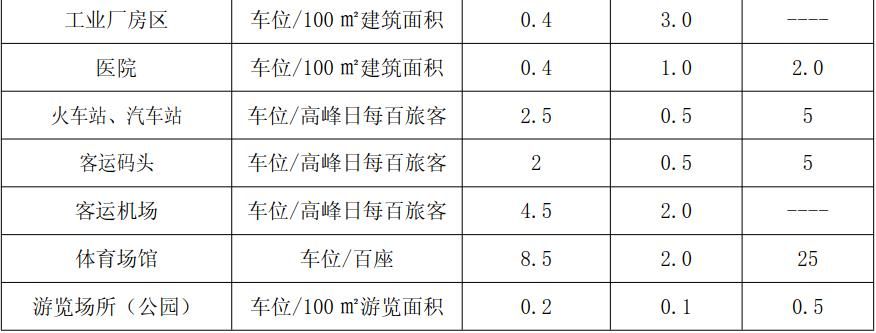 工业厂房区 车位/100 ㎡建筑面积 0.4 3.0 ----
医院 车位/100 ㎡建筑面积 0.4 1.0 2.0
火车站、汽车站 车位/高峰日每百旅客 2.5 0.5 5
客运码头 车位/高峰日每百旅客 2 0.5 5
客运机场 车位/高峰日每百旅客 4.5 2.0 ----
体育场馆 车位/百座 8.5 2.0 25
游览场所（公园） 车位/100 ㎡游览面积 0.2 0.1 0.5